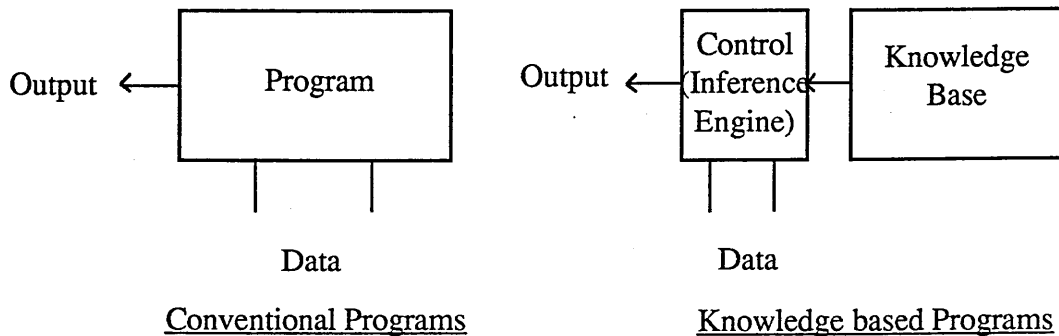 Output
Program
Data
Conventional Programs
Output
Control
(Inference
Engine)
Knowledge
Base
Data
Knowledge based Programs